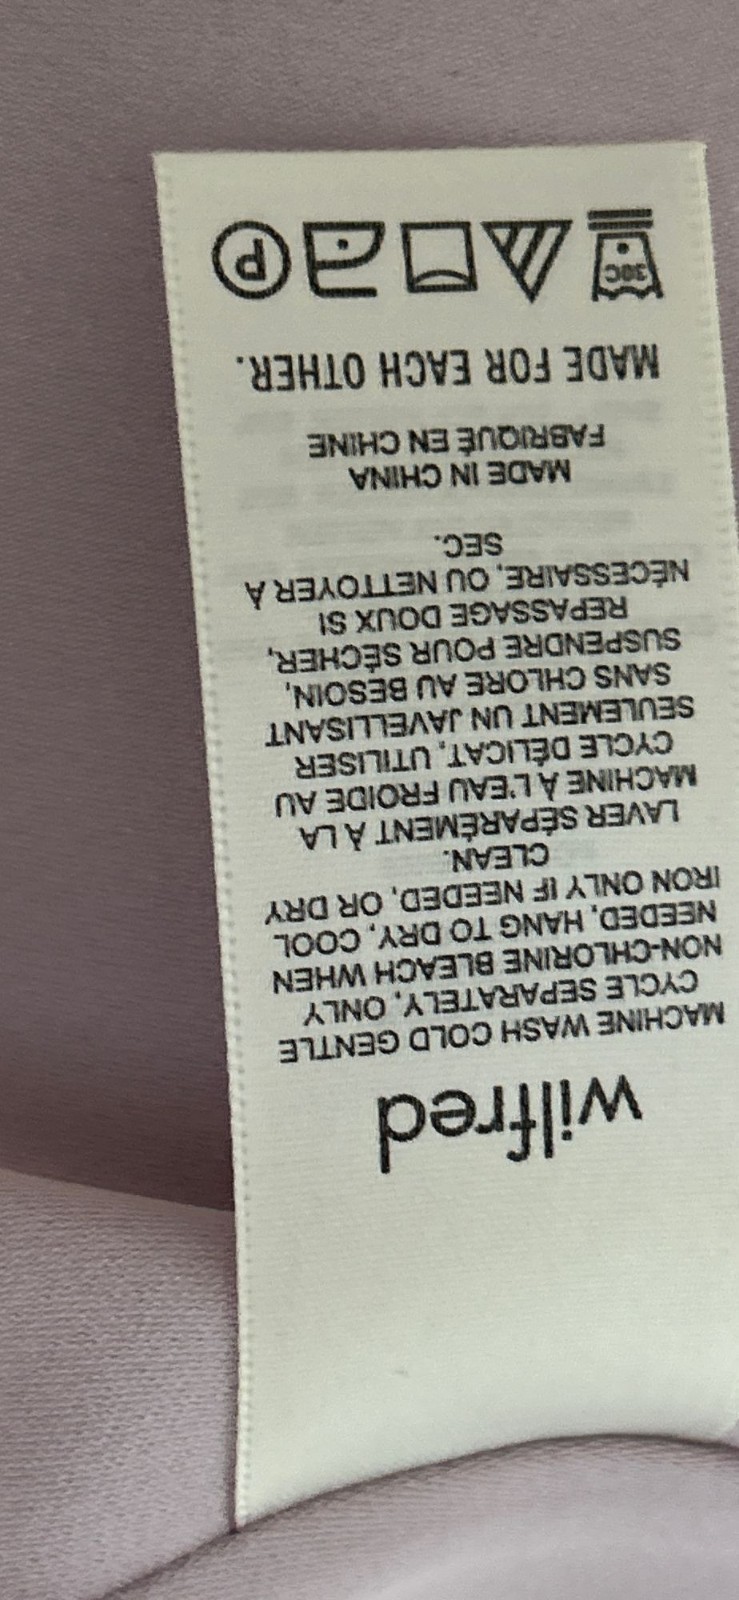 wilfred
MACHINE WASH COLD GENTLE
CYCLE SEPARATELY, ONLY
NON-CHLORINE BLEACH WHEN
NEEDED, HANG TO DRY, COOL
IRON ONLY IF NEEDED, OR DRY
CLEAN.
LAVER SÉPARÉMENT À LA
MACHINE À L'EAU FROIDE AU
CYCLE DÉLICAT, UTILISER
SEULEMENT UN JAVELLISANT
SANS CHLORE AU BESOIN,
SUSPENDRE POUR SÉCHER,
REPASSAGE DOUX SI
NÉCESSAIRE, OU NETTOYER À
SEC.
MADE IN CHINA
FABRIQUÉ EN CHINE
MADE FOR EACH OTHER.
30C P